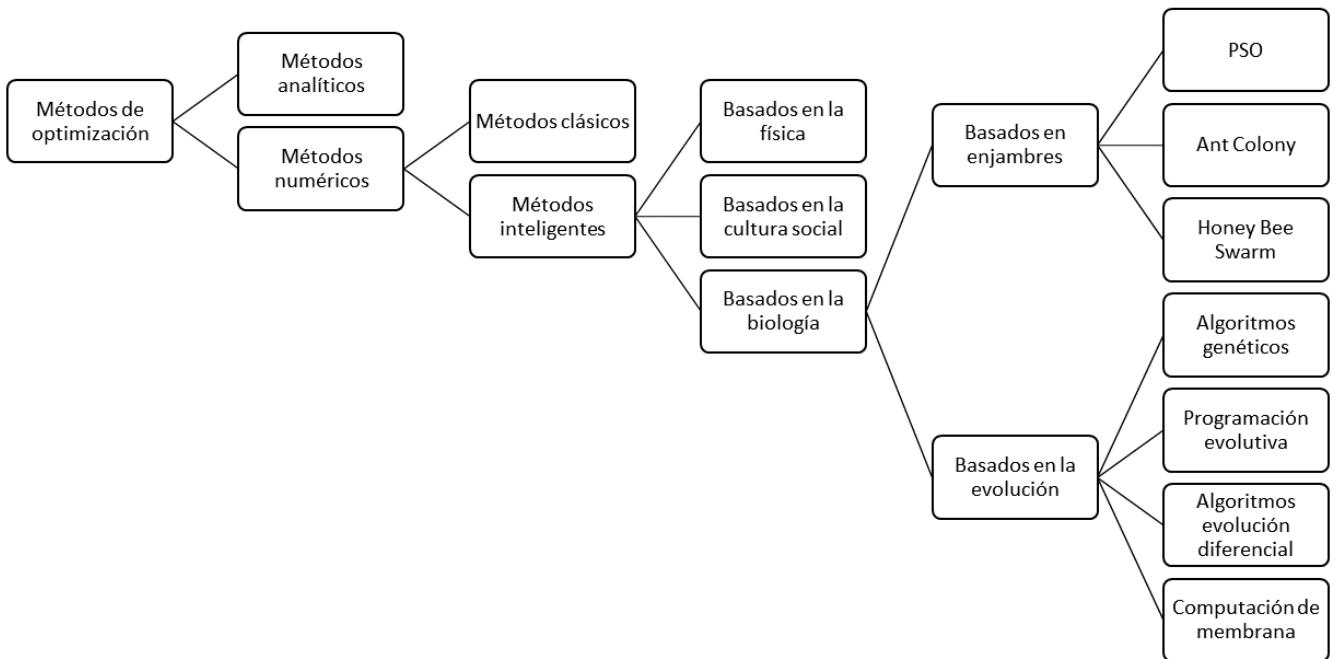 Métodos de
optimización
Métodos
analíticos
Métodos
numéricos
Métodos clásicos
Métodos
inteligentes
Basados en la
física
Basados en la
cultura social
Basados en la
biología
Basados en
enjambres
Basados en la
evolución
PSO
Ant Colony
Honey Bee
Swarm
Algoritmos
genéticos
Programación
evolutiva
Algoritmos
evolución
diferencial
Computación de
membrana